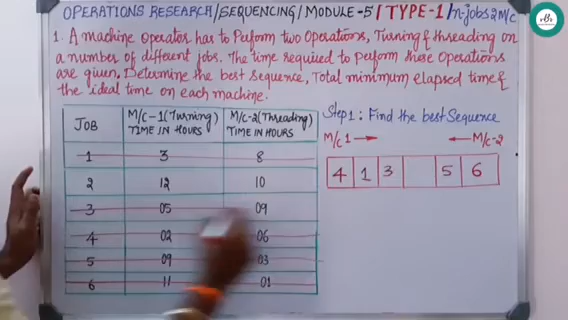 OPERATIONS RESEARCH/SEQUENCING/MODULE-5/TYPE-1/n-jobs 2 M/c
1. A machine operator has to Perform two Operations, Turning & threading on
a number of different jobs. The time required to perform these operations
are given. Determine the best sequence, Total minimum elapsed time &
the ideal time on each machine.
Step 1: Find the best Sequence
M/c 1 M/c-2
4 1 3 5 6
JOB M/C-1 (Turning) TIME IN HOURS M/C-2 (Threading) TIME IN HOURS
1 3 8
2 12 10
3 05 09
4 02 06
5 09 03
6 11 01